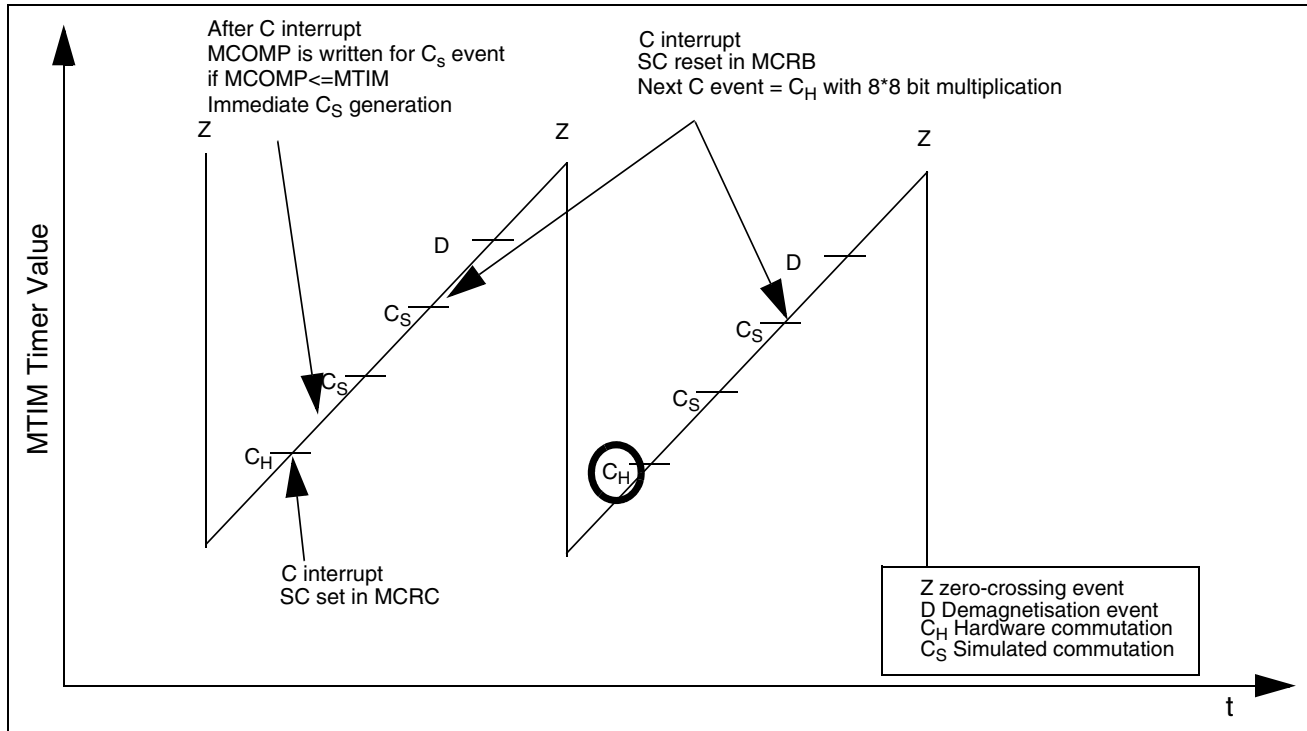 After C interrupt
MCOMP is written for Cs event
if MCOMP<=MTIM
Immediate CS generation
C interrupt
SC reset in MCRB
Next C event = CH with 8*8 bit multiplication
Z
Z
Z
D
D
CS
CS
CS
CS
CH
CH
MTIM Timer Value
C interrupt
SC set in MCRC
Z zero-crossing event
D Demagnetisation event
CH Hardware commutation
CS Simulated commutation
t